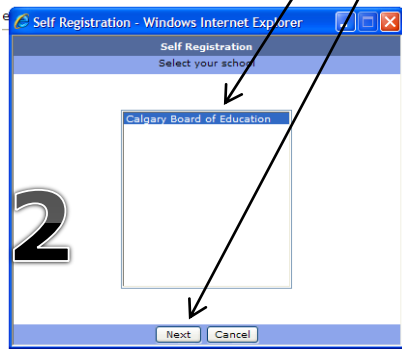 e
Self Registration - Windows Internet Explorer
Self Registration
Select your school
Calgary Board of Education
2
Next Cancel